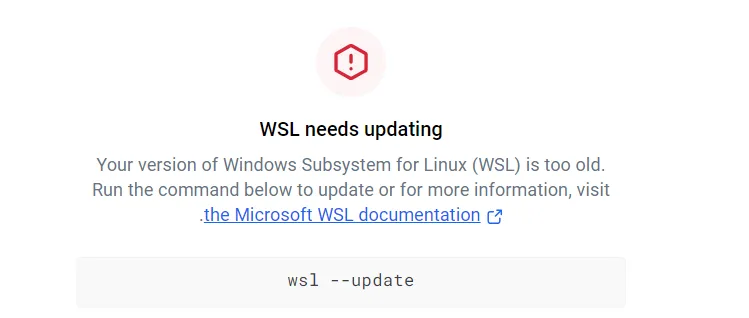 WSL needs updating
Your version of Windows Subsystem for Linux (WSL) is too old.
Run the command below to update or for more information, visit
.the Microsoft WSL documentation
wsl --update